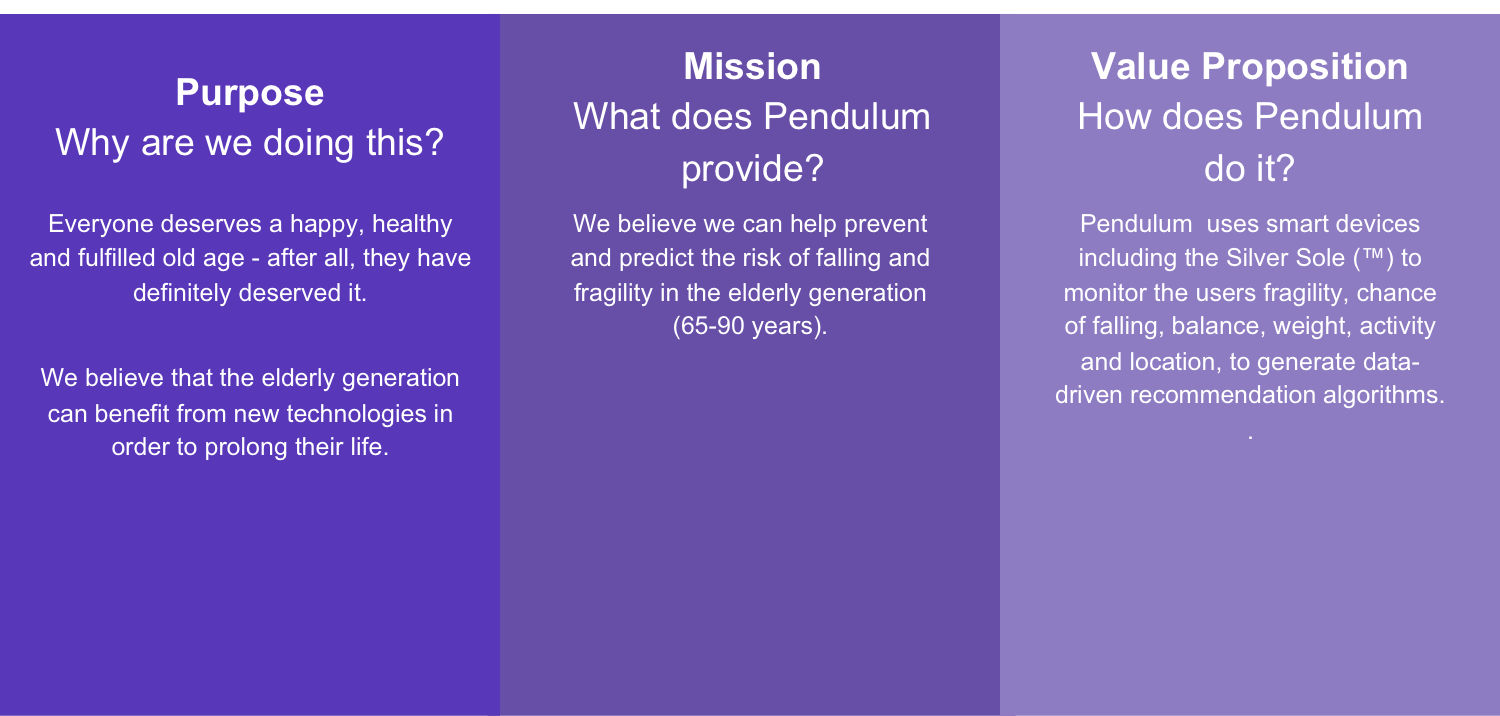 Purpose
Why are we doing this?
Everyone deserves a happy, healthy
and fulfilled old age - after all, they have
definitely deserved it.
We believe that the elderly generation
can benefit from new technologies in
order to prolong their life.
Mission
What does Pendulum
provide?
We believe we can help prevent
and predict the risk of falling and
fragility in the elderly generation
(65-90 years).
Value Proposition
How does Pendulum
do it?
Pendulum  uses smart devices
including the Silver Sole (™) to
monitor the users fragility, chance
of falling, balance, weight, activity
and location, to generate data-
driven recommendation algorithms.
.